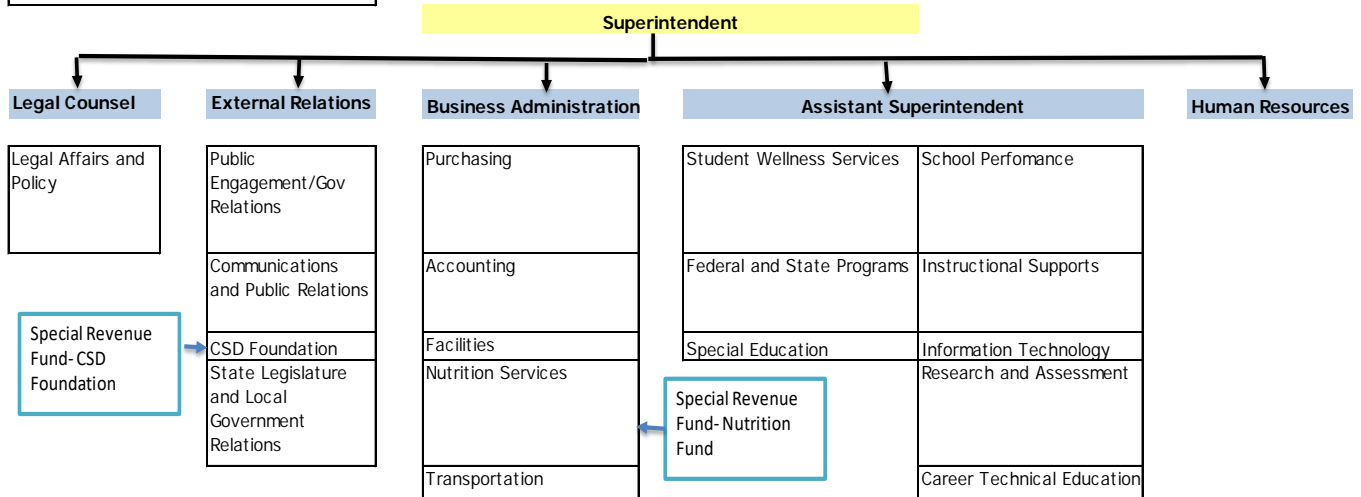 Superintendent
Legal Counsel
External Relations
Business Administration
Assistant Superintendent
Human Resources
Legal Affairs and
Policy
Public
Engagement/Gov
Relations
Purchasing
Student Wellness Services
School Perfomance
Communications
and Public Relations
Accounting
Federal and State Programs
Instructional Supports
Special Revenue
Fund- CSD
Foundation
CSD Foundation
Facilities
Special Education
Information Technology
State Legislature
and Local
Government
Relations
Nutrition Services
Special Revenue
Fund- Nutrition
Fund
Research and Assessment
Transportation
Career Technical Education